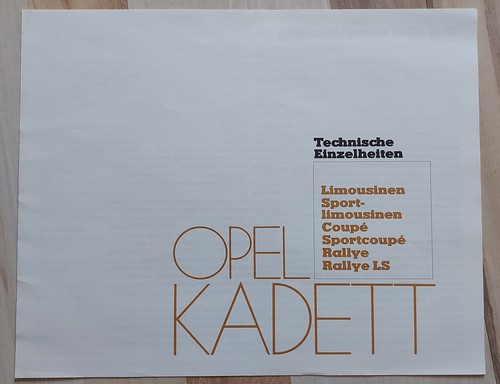 Technische
Einzelheiten
Limousinen
Sport-
limousinen
Coupé
Sportcoupé
Rallye
Rallye LS
OPEL
KADETT